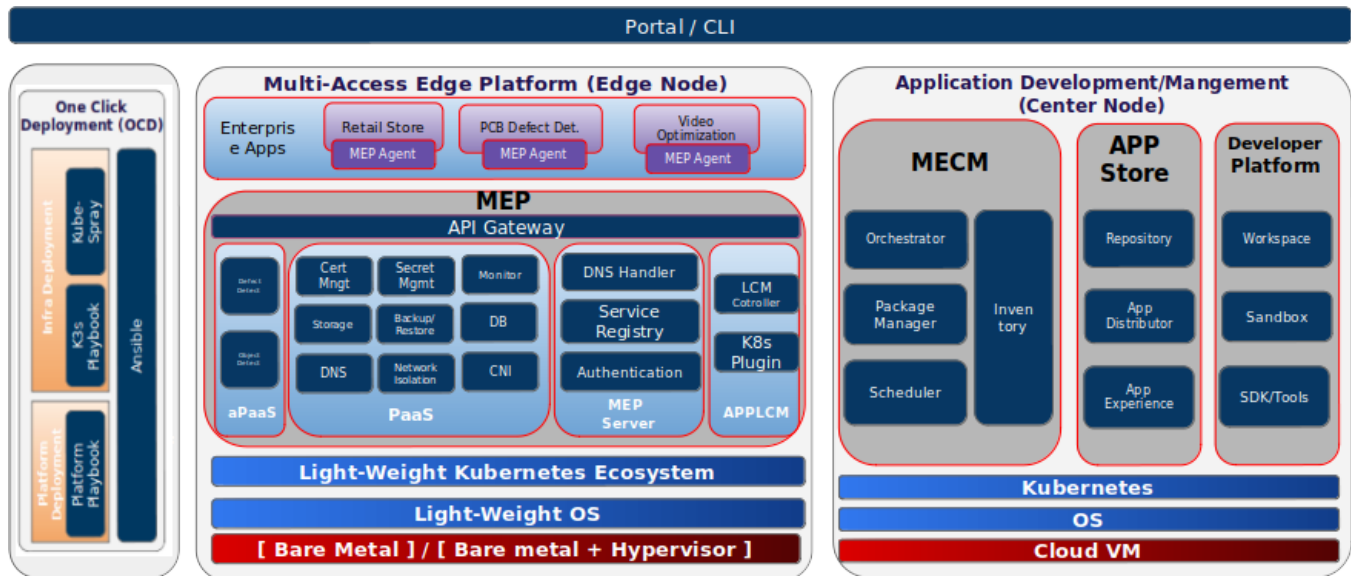 Portal / CLI
One Click
Deployment (OCD)
Infra Deployment
Kube-
Spray
K3s
Playbook
Platform
Deployment
Platform
Playbook
Ansible
Multi-Access Edge Platform (Edge Node)
Enterpris
e Apps
Retail Store
MEP Agent
PCB Defect Det.
MEP Agent
Video
Optimization
MEP Agent
MEP
API Gateway
Defect
Detect
Object
Detect
aPaaS
Cert
Mngt
Secret
Mgmt
Monitor
Storage
Backup/
Restore
DB
DNS
Network
Isolation
CNI
PaaS
DNS Handler
Service
Registry
Authentication
MEP
Server
LCM
Cotroller
K8s
Plugin
APPLCM
Light-Weight Kubernetes Ecosystem
Light-Weight OS
[ Bare Metal ] / [ Bare metal + Hypervisor ]
Application Development/Mangement
(Center Node)
MECM
Orchestrator
Package
Manager
Scheduler
Inven
tory
APP
Store
Repository
App
Distributor
App
Experience
Developer
Platform
Workspace
Sandbox
SDK/Tools
Kubernetes
OS
Cloud VM